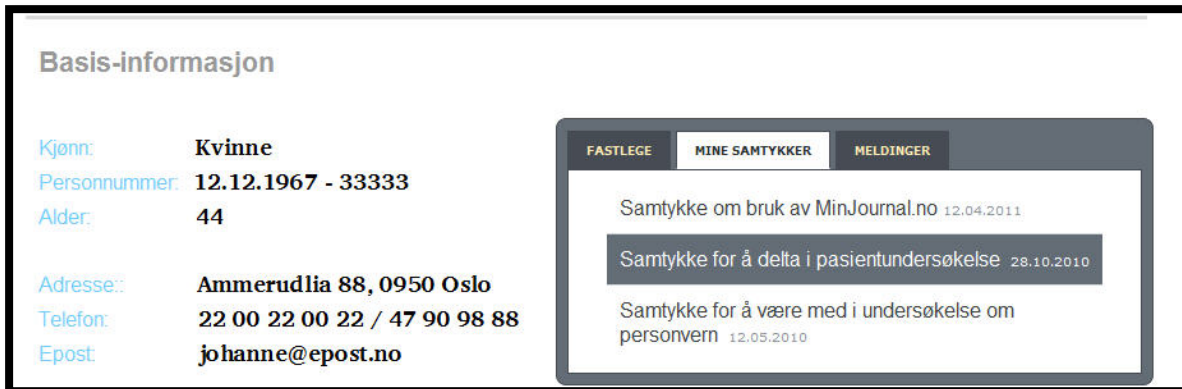 Basis-informasjon
Kjønn: Kvinne
Personnummer: 12.12.1967 - 33333
Alder: 44
Adresse:: Ammerudlia 88, 0950 Oslo
Telefon: 22 00 22 00 22 / 47 90 98 88
Epost: johanne@epost.no
FASTLEGE MINE SAMTYKKER MELDINGER
Samtykke om bruk av MinJournal.no 12.04.2011
Samtykke for å delta i pasientundersøkelse 28.10.2010
Samtykke for å være med i undersøkelse om
personvern 12.05.2010